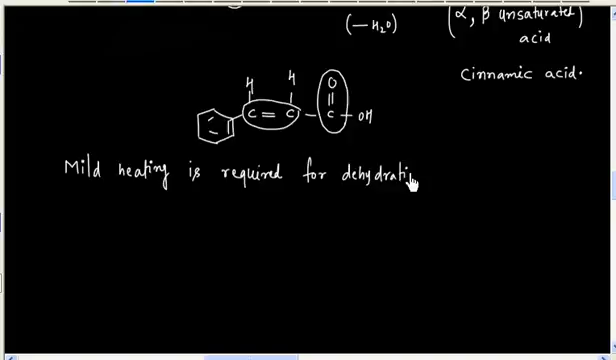 (—H₂O)
(α, β unsaturated
acid)
Cinnamic acid.
H H O
C = C — C — OH
Mild heating is required for dehydrati